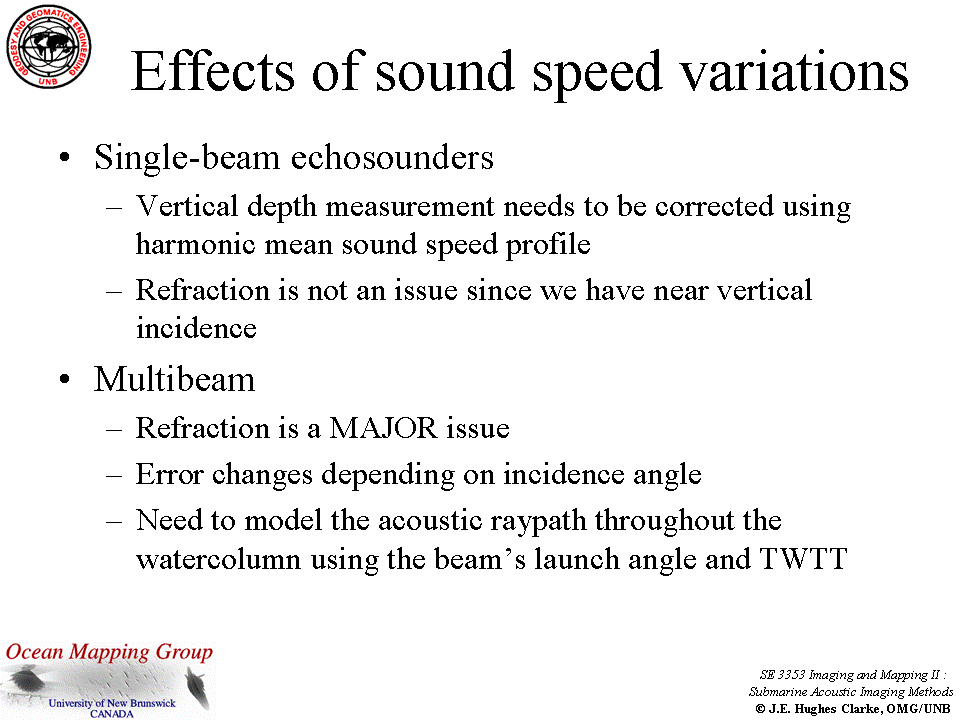 GEODESY AND GEOMATICS ENGINEERING
UNB
Effects of sound speed variations
• Single-beam echosounders
– Vertical depth measurement needs to be corrected using
harmonic mean sound speed profile
– Refraction is not an issue since we have near vertical
incidence
• Multibeam
– Refraction is a MAJOR issue
– Error changes depending on incidence angle
– Need to model the acoustic raypath throughout the
watercolumn using the beam's launch angle and TWTT
Ocean Mapping Group
University of New Brunswick
CANADA
SE 3353 Imaging and Mapping II :
Submarine Acoustic Imaging Methods
© J.E. Hughes Clarke, OMG/UNB